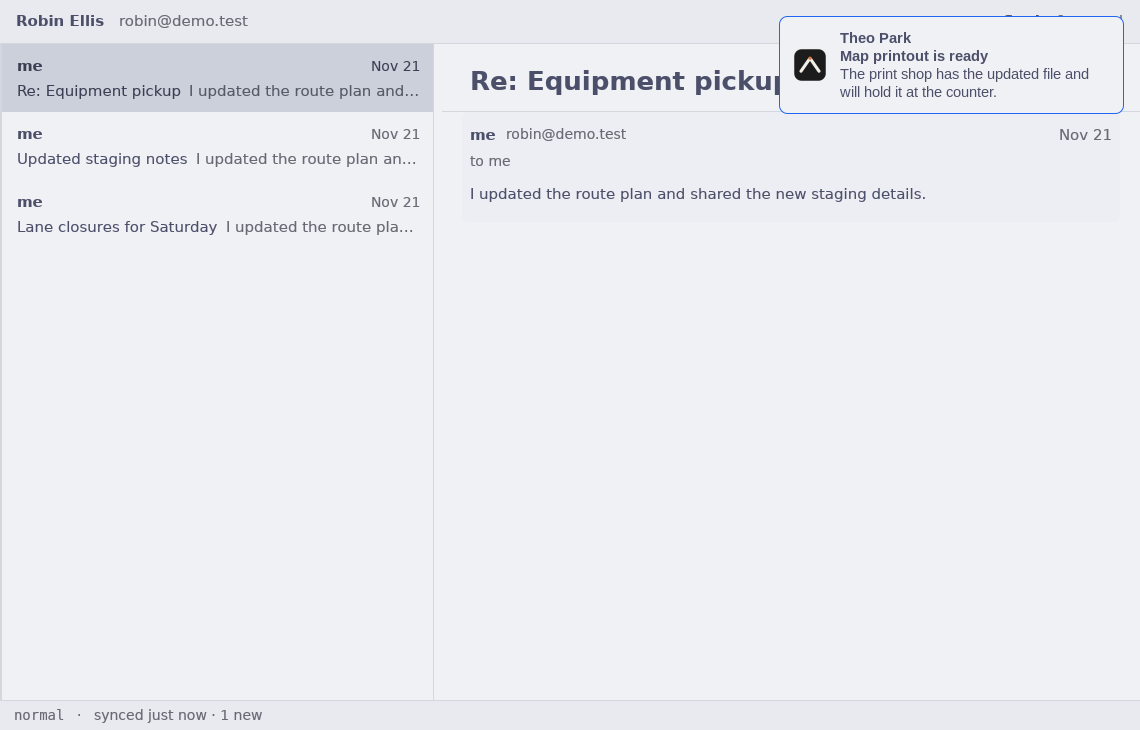 Robin Ellis robin@demo.test
Theo Park
Map printout is ready
The print shop has the updated file and
will hold it at the counter.
me Nov 21
Re: Equipment pickup I updated the route plan and…
me Nov 21
Updated staging notes I updated the route plan an…
me Nov 21
Lane closures for Saturday I updated the route pla…
Re: Equipment pickup
me robin@demo.test Nov 21
to me
I updated the route plan and shared the new staging details.
normal · synced just now · 1 new